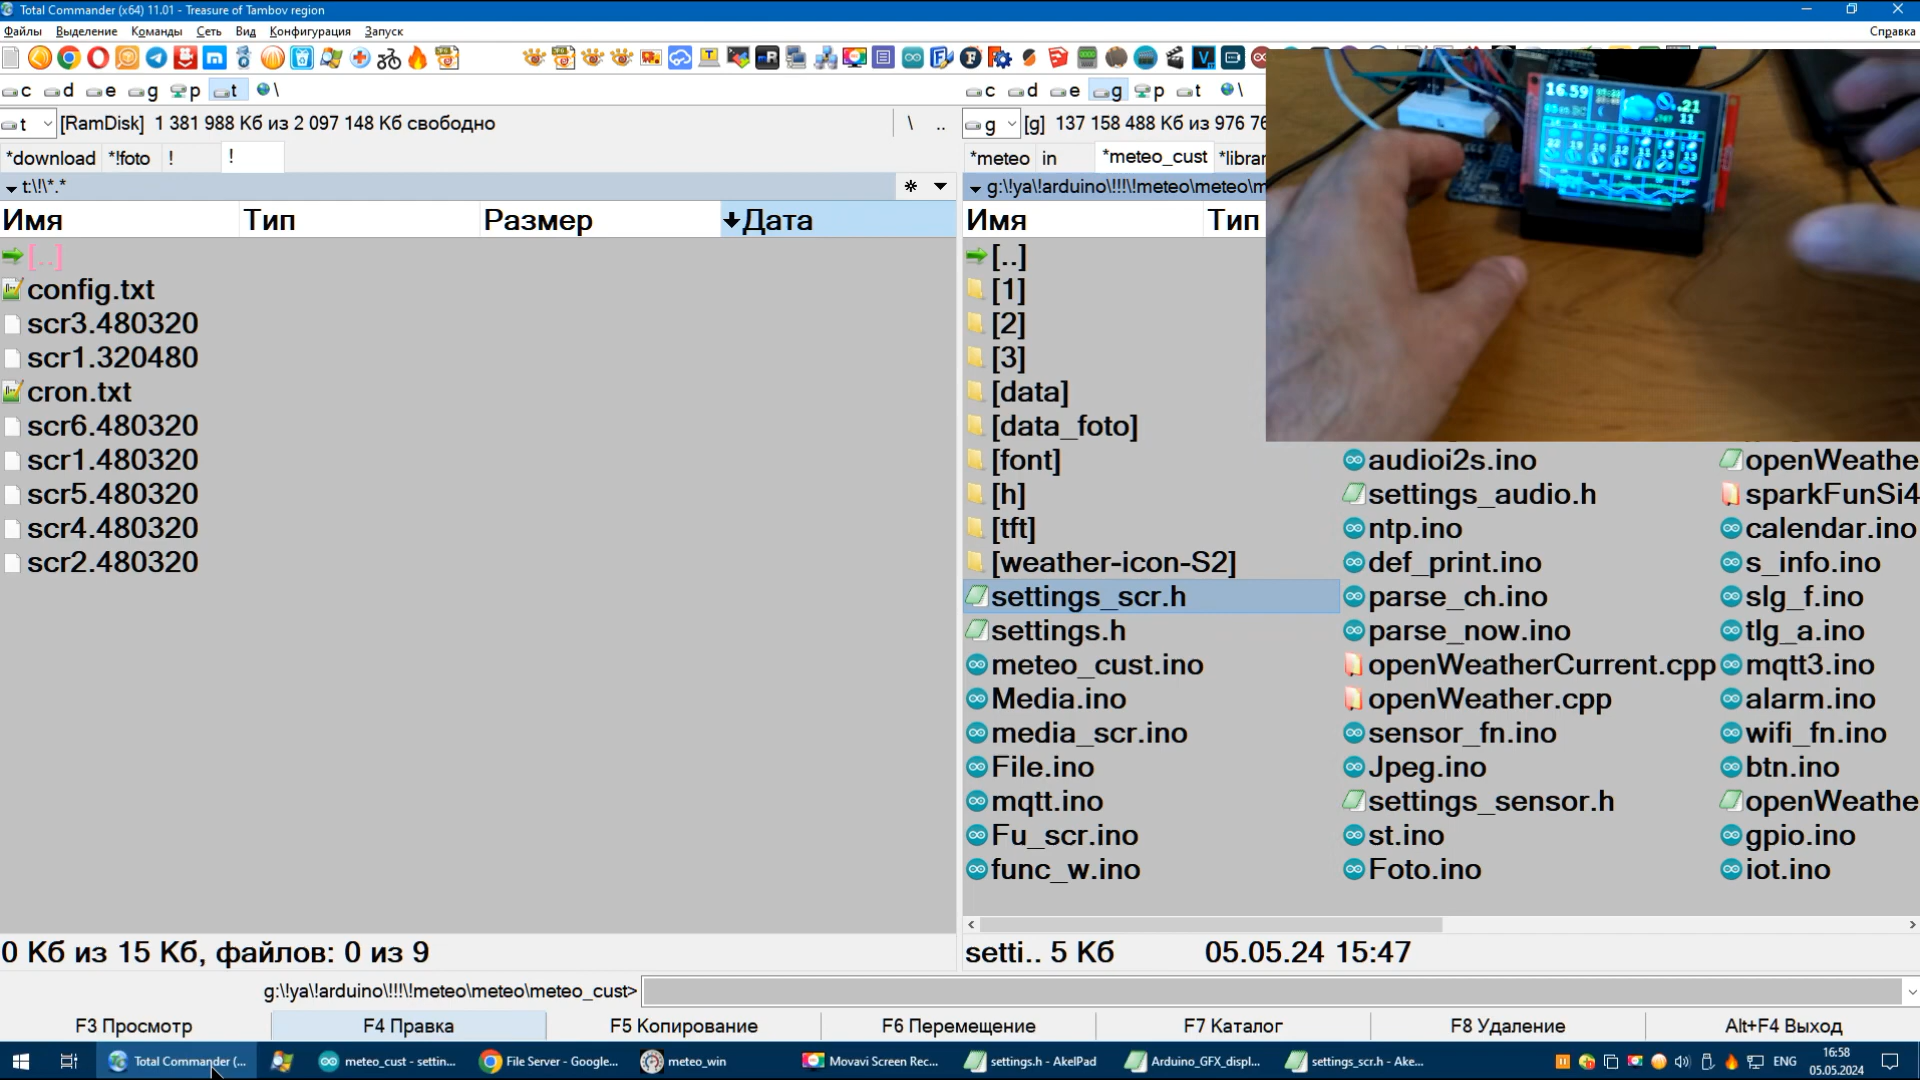 Total Commander (x64) 11.01 - Treasure of Tambov region
Файлы Выделение Команды Сеть Вид Конфигурация Запуск Справка
c d e g p t \ c d e g p t \
t [RamDisk] 1 381 988 Кб из 2 097 148 Кб свободно \ .. g [g] 137 158 488 Кб из 976 76
*download *!foto ! ! *meteo in *meteo_cust *librar
t:\!\*.* * g:\!ya\!arduino\!!!\!meteo\meteo\m
Имя Тип Размер Дата Имя Тип
[..]
config.txt
scr3.480320
scr1.320480
cron.txt
scr6.480320
scr1.480320
scr5.480320
scr4.480320
scr2.480320
[..]
[1]
[2]
[3]
[data]
[data_foto]
[font]
[h]
[tft]
[weather-icon-S2]
settings_scr.h
settings.h
meteo_cust.ino
Media.ino
media_scr.ino
File.ino
mqtt.ino
Fu_scr.ino
func_w.ino
audioi2s.ino
settings_audio.h
ntp.ino
def_print.ino
parse_ch.ino
parse_now.ino
openWeatherCurrent.cpp
openWeather.cpp
sensor_fn.ino
Jpeg.ino
settings_sensor.h
st.ino
Foto.ino
openWeathe
sparkFunSi4
calendar.ino
s_info.ino
slg_f.ino
tlg_a.ino
mqtt3.ino
alarm.ino
wifi_fn.ino
btn.ino
openWeathe
gpio.ino
iot.ino
16.59
.21
11
0 Кб из 15 Кб, файлов: 0 из 9 setti.. 5 Кб 05.05.24 15:47
g:\!ya\!arduino\!!!\!meteo\meteo\meteo_cust>
F3 Просмотр F4 Правка F5 Копирование F6 Перемещение F7 Каталог F8 Удаление Alt+F4 Выход
Total Commander (... meteo_cust - settin... File Server - Google... meteo_win Movavi Screen Rec... settings.h - AkelPad Arduino_GFX_displ... settings_scr.h - Ake... ENG 16:58
05.05.2024